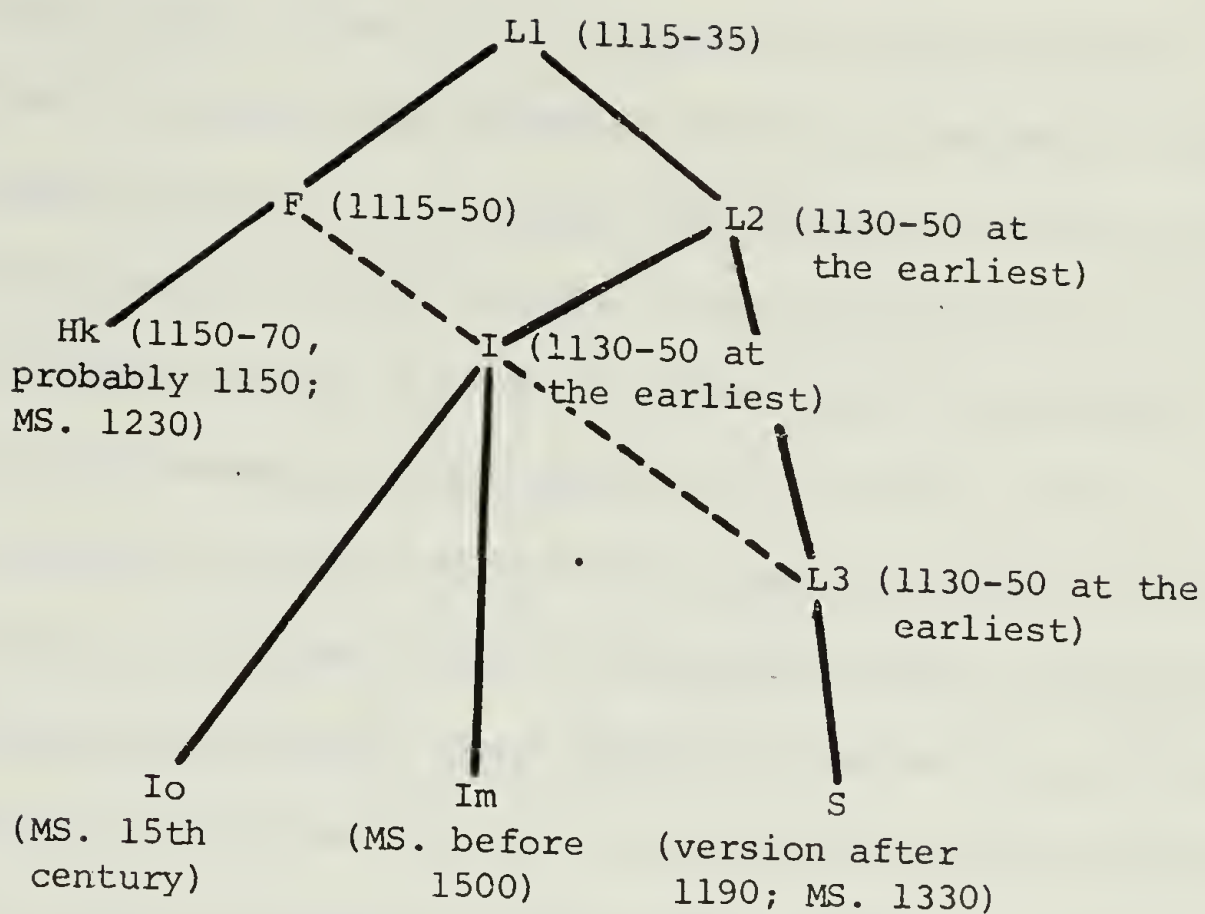 L1 (1115-35)
F (1115-50)
L2 (1130-50 at
the earliest)
Hk (1150-70,
probably 1150;
MS. 1230)
I (1130-50 at
the earliest)
L3 (1130-50 at the
earliest)
Io
(MS. 15th
century)
Im
(MS. before
1500)
S
(version after
1190; MS. 1330)